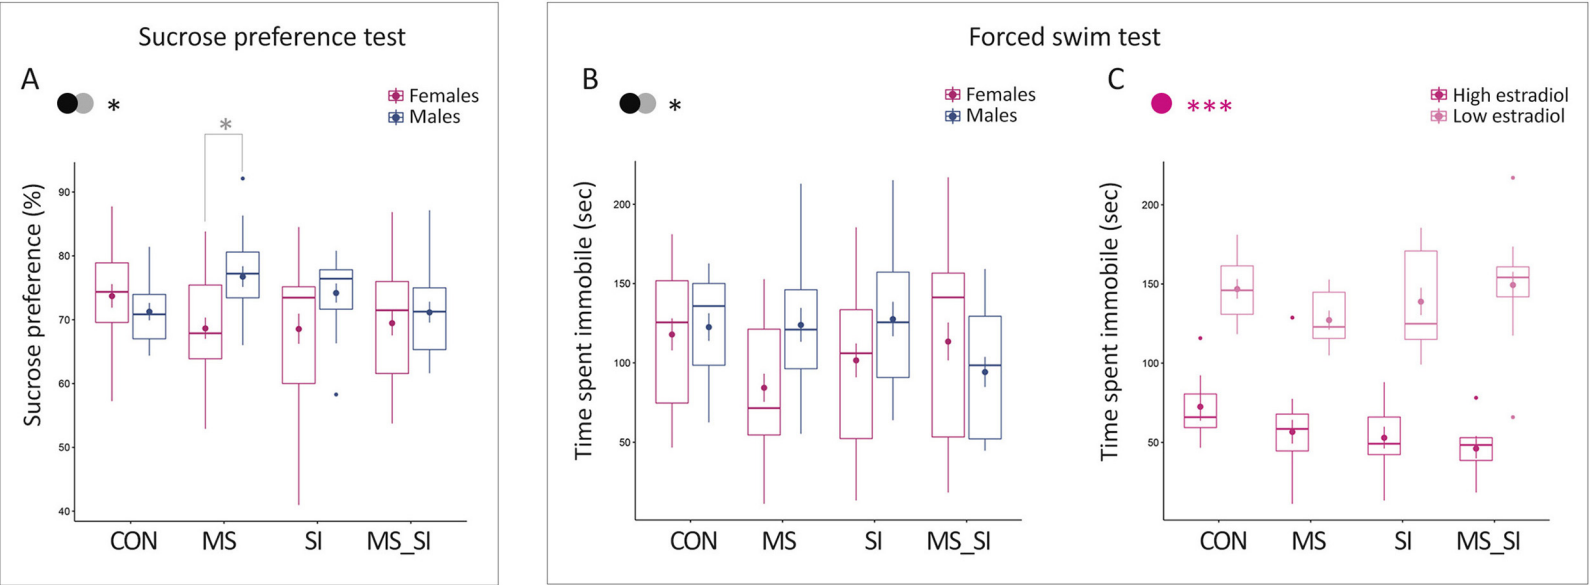 Sucrose preference test
A
*
Females
Males
*
Sucrose preference (%)
90
80
70
60
50
40
CON MS SI MS_SI
Forced swim test
B
*
Females
Males
Time spent immobile (sec)
200
150
100
50
CON MS SI MS_SI
C
***
High estradiol
Low estradiol
Time spent immobile (sec)
200
150
100
50
CON MS SI MS_SI